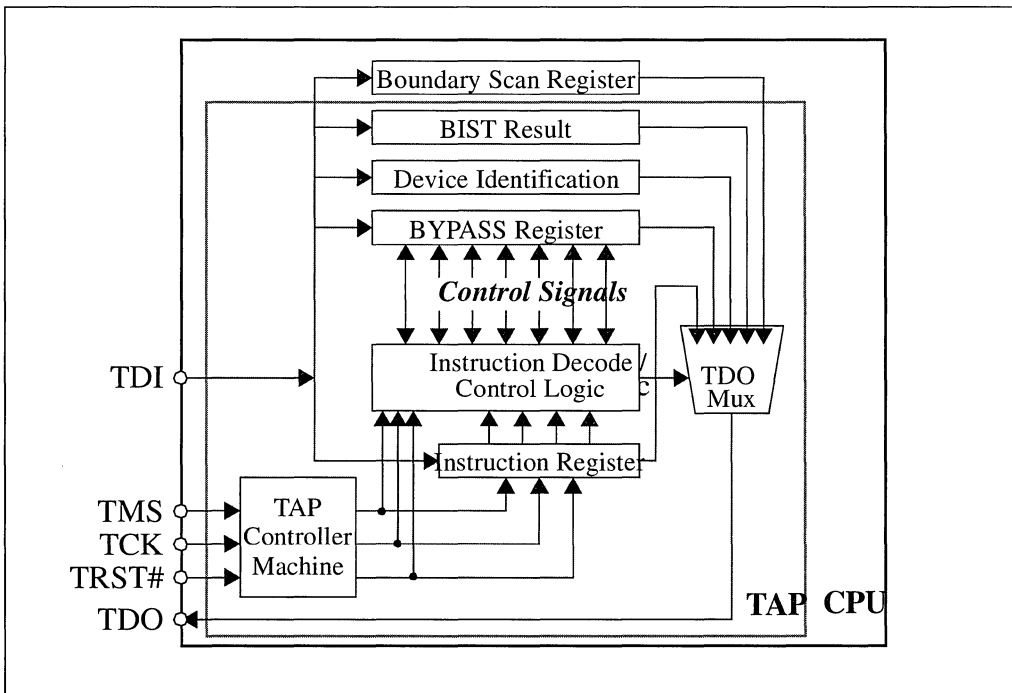 Boundary Scan Register
BIST Result
Device Identification
BYPASS Register
Control Signals
Instruction Decode /
Control Logic
c
TDI
TDO
Mux
Instruction Register
TMS
TAP
Controller
Machine
TCK
TRST#
TDO
TAP CPU